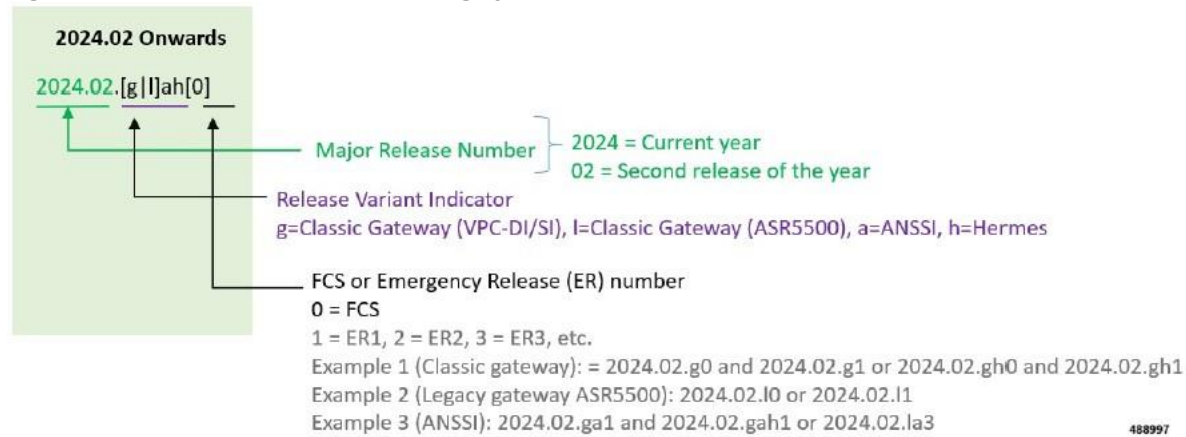 2024.02 Onwards
2024.02.[g|l]ah[0]
Major Release Number
2024 = Current year
02 = Second release of the year
Release Variant Indicator
g=Classic Gateway (VPC-DI/SI), l=Classic Gateway (ASR5500), a=ANSSI, h=Hermes
FCS or Emergency Release (ER) number
0 = FCS
1 = ER1, 2 = ER2, 3 = ER3, etc.
Example 1 (Classic gateway): = 2024.02.g0 and 2024.02.g1 or 2024.02.gh0 and 2024.02.gh1
Example 2 (Legacy gateway ASR5500): 2024.02.l0 or 2024.02.l1
Example 3 (ANSSI): 2024.02.ga1 and 2024.02.gah1 or 2024.02.la3
488997